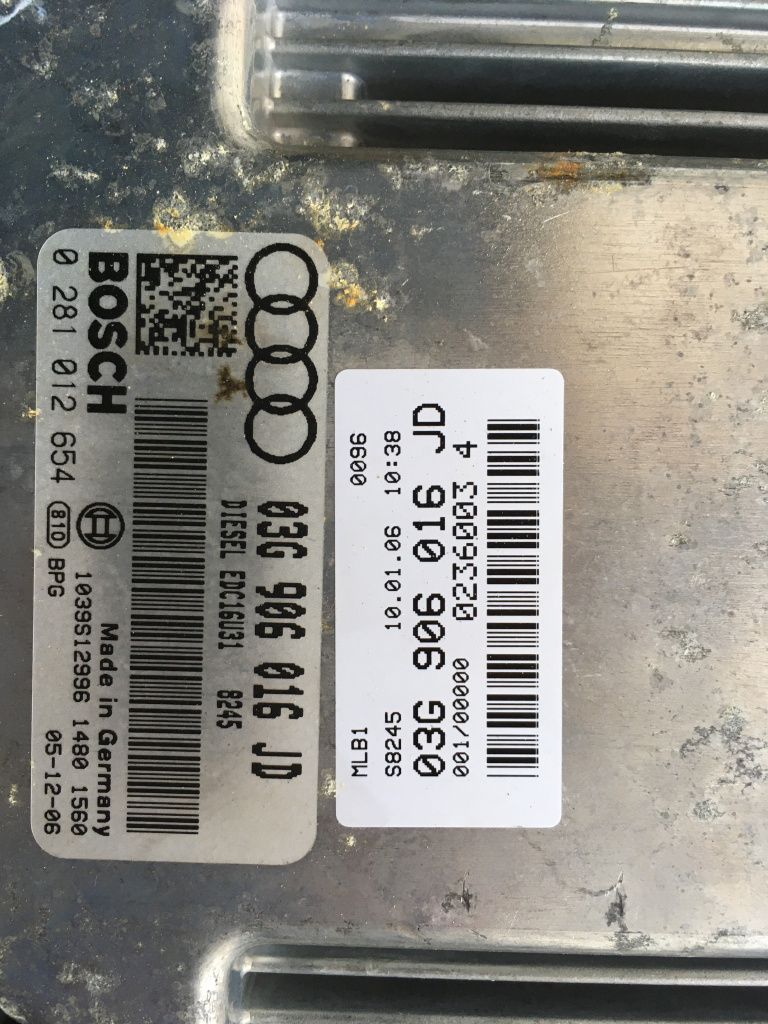 03G 906 016 JD
DIESEL EDC16U31 8245
BOSCH
Made in Germany
1039S12996 1480 1560
0 281 012 654
81D
BPG
05-12-06
MLB1 0096
S8245 10.01.06 10:38
03G 906 016 JD
001/00000 0236003 4